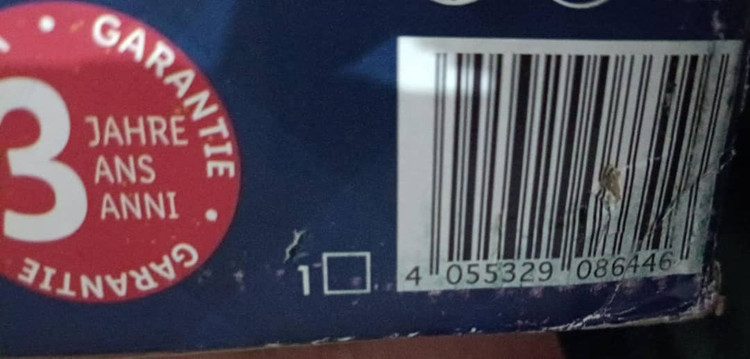 GARANTIE
3
JAHRE
ANS
ANNI
GARANTIE
1
4 055329 086446